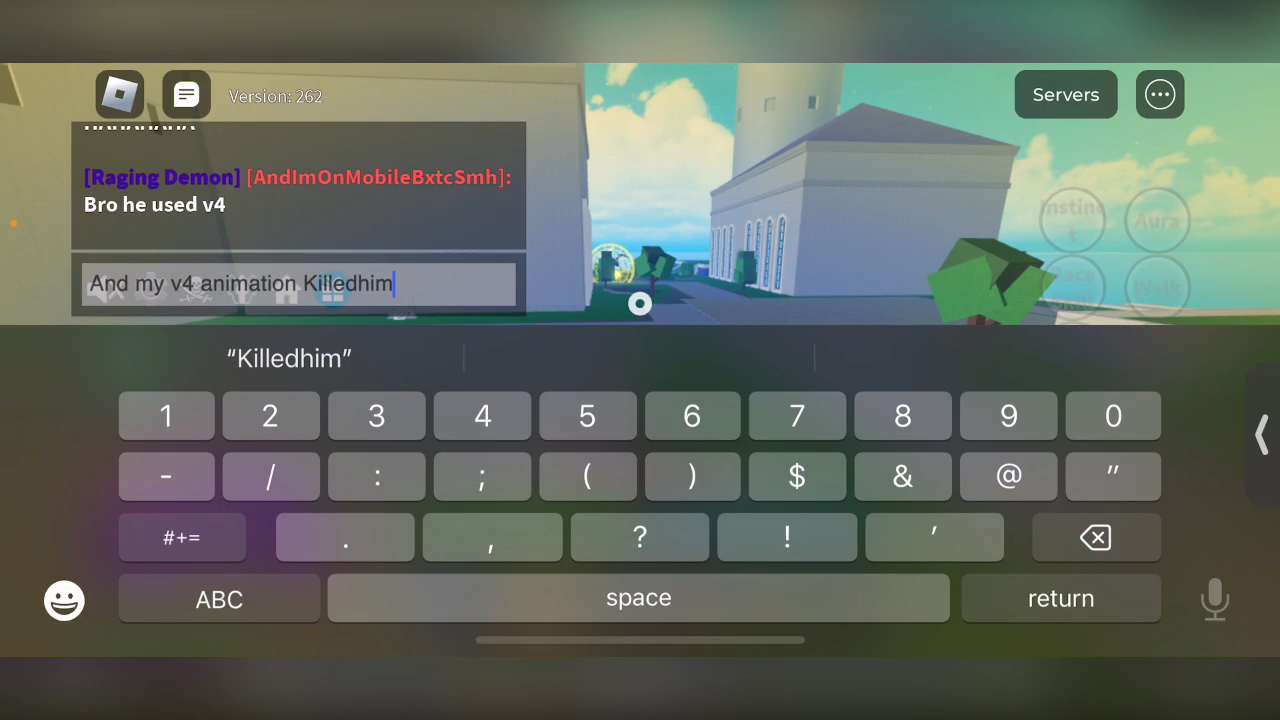 Version: 262
Servers
[Raging Demon] [AndImOnMobileBxtcSmh]:
Bro he used v4
And my v4 animation Killedhim
Instinc
t
Aura
Walk
“Killedhim”
1 2 3 4 5 6 7 8 9 0
- / : ; ( ) $ & @ "
#+= . , ? ! '
ABC space return